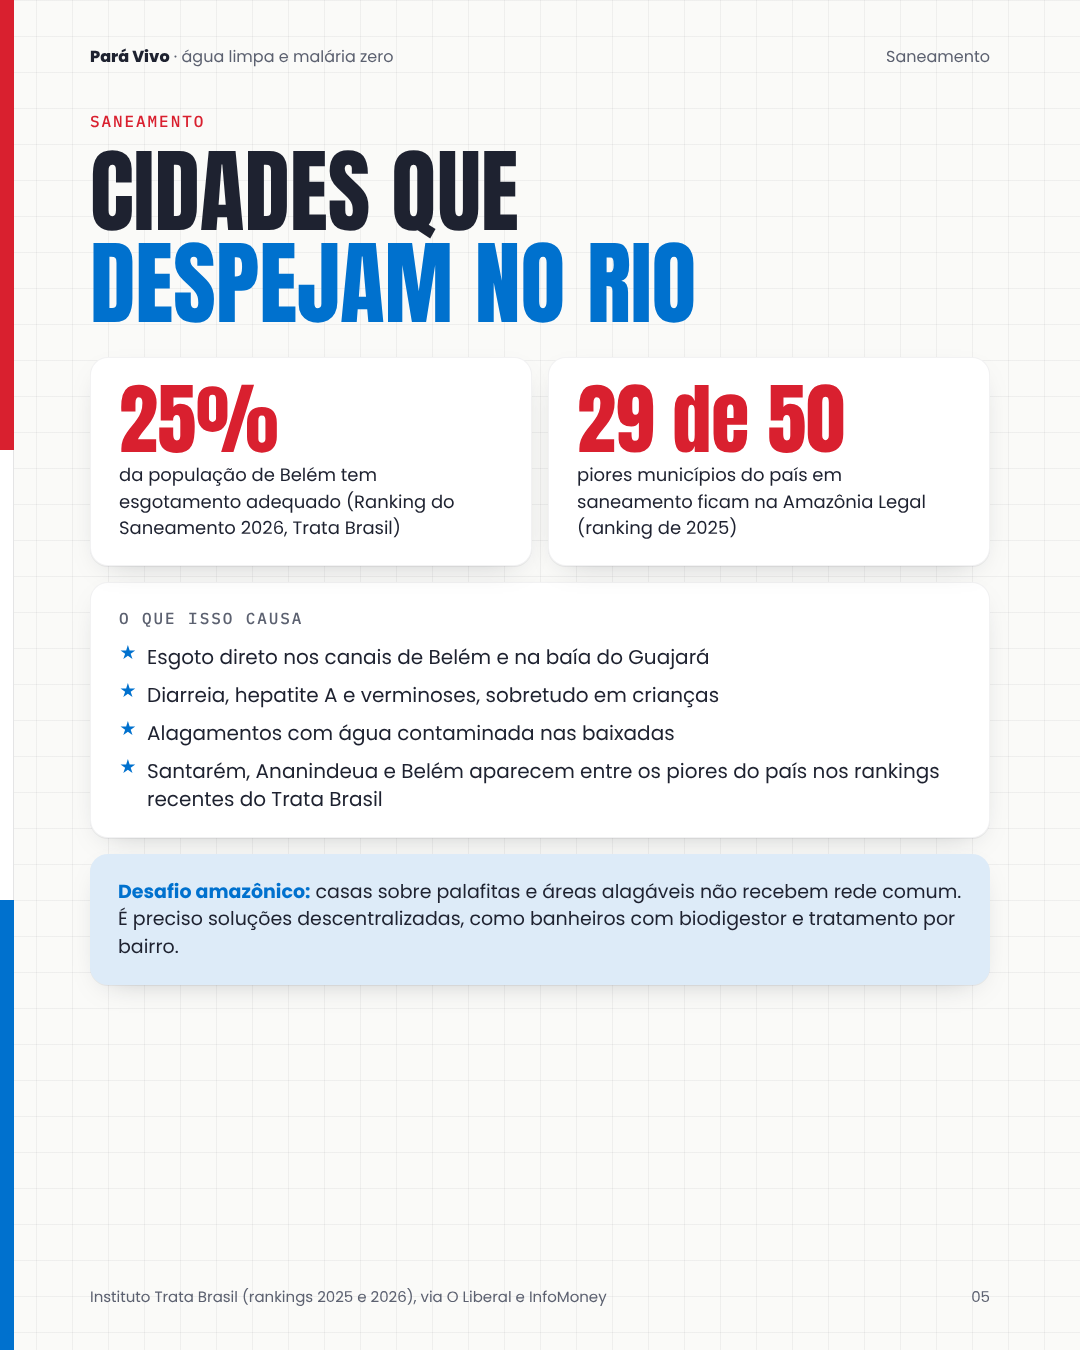 Pará Vivo · água limpa e malária zero
Saneamento
SANEAMENTO
CIDADES QUE
DESPEJAM NO RIO
25%
da população de Belém tem
esgotamento adequado (Ranking do
Saneamento 2026, Trata Brasil)
29 de 50
piores municípios do país em
saneamento ficam na Amazônia Legal
(ranking de 2025)
O QUE ISSO CAUSA
★ Esgoto direto nos canais de Belém e na baía do Guajará
★ Diarreia, hepatite A e verminoses, sobretudo em crianças
★ Alagamentos com água contaminada nas baixadas
★ Santarém, Ananindeua e Belém aparecem entre os piores do país nos rankings
recentes do Trata Brasil
Desafio amazônico: casas sobre palafitas e áreas alagáveis não recebem rede comum.
É preciso soluções descentralizadas, como banheiros com biodigestor e tratamento por
bairro.
Instituto Trata Brasil (rankings 2025 e 2026), via O Liberal e InfoMoney
05